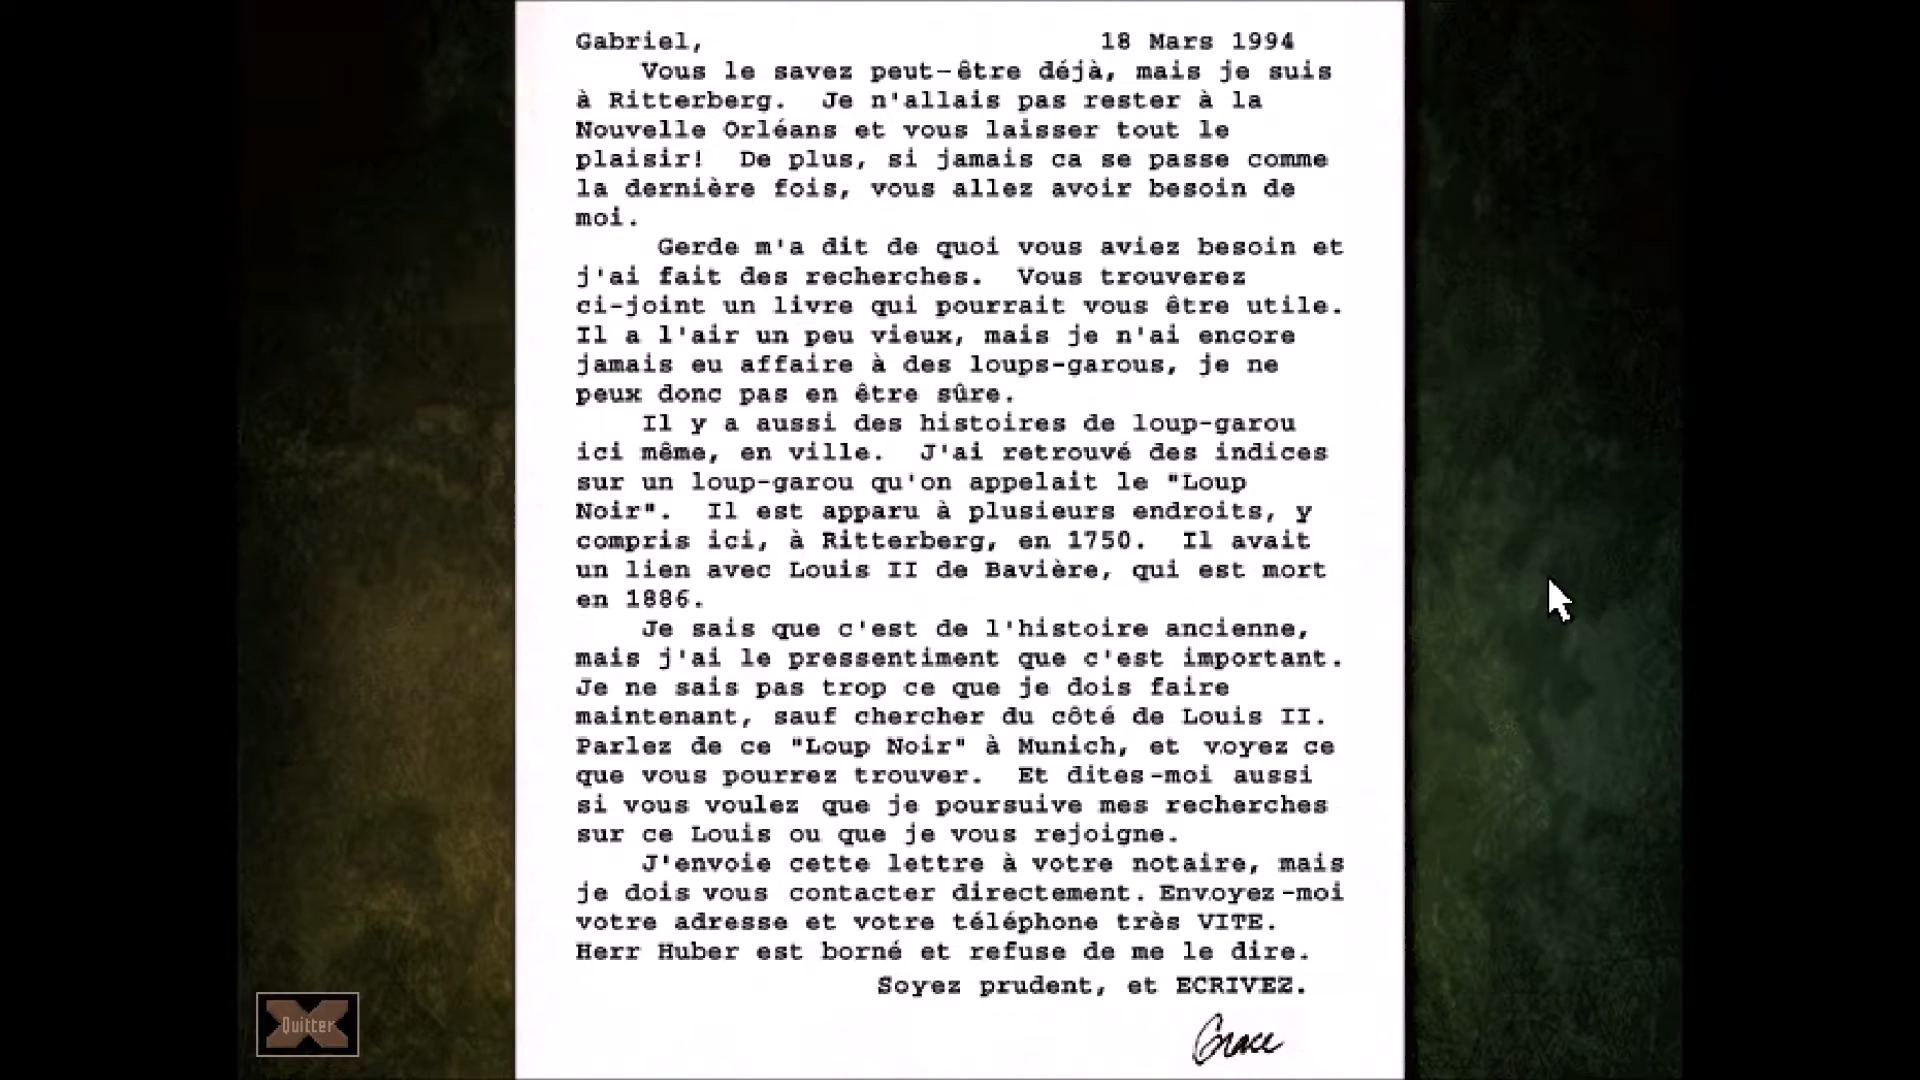 Gabriel, 18 Mars 1994
Vous le savez peut-être déjà, mais je suis
à Ritterberg. Je n'allais pas rester à la
Nouvelle Orléans et vous laisser tout le
plaisir! De plus, si jamais ca se passe comme
la dernière fois, vous allez avoir besoin de
moi.
Gerde m'a dit de quoi vous aviez besoin et
j'ai fait des recherches. Vous trouverez
ci-joint un livre qui pourrait vous être utile.
Il a l'air un peu vieux, mais je n'ai encore
jamais eu affaire à des loups-garous, je ne
peux donc pas en être sûre.
Il y a aussi des histoires de loup-garou
ici même, en ville. J'ai retrouvé des indices
sur un loup-garou qu'on appelait le "Loup
Noir". Il est apparu à plusieurs endroits, y
compris ici, à Ritterberg, en 1750. Il avait
un lien avec Louis II de Bavière, qui est mort
en 1886.
Je sais que c'est de l'histoire ancienne,
mais j'ai le pressentiment que c'est important.
Je ne sais pas trop ce que je dois faire
maintenant, sauf chercher du côté de Louis II.
Parlez de ce "Loup Noir" à Munich, et voyez ce
que vous pourrez trouver. Et dites-moi aussi
si vous voulez que je poursuive mes recherches
sur ce Louis ou que je vous rejoigne.
J'envoie cette lettre à votre notaire, mais
je dois vous contacter directement. Envoyez-moi
votre adresse et votre téléphone très VITE.
Herr Huber est borné et refuse de me le dire.
Soyez prudent, et ECRIVEZ.
Grace
Quitter